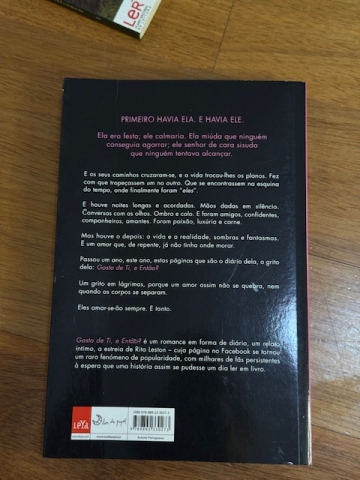 LER
PRIMEIRO HAVIA ELA. E HAVIA ELE.
Ela era festa; ele calmaria. Ela miúda que ninguém
conseguia agarrar; ele senhor de cara sisuda
que ninguém tentava alcançar.
E os seus caminhos cruzaram-se, e a vida trocou-lhes os planos. Fez
com que tropeçassem um no outro. Que se encontrassem na esquina
do tempo, onde finalmente foram "eles".
E houve noites longas e acordados. Mãos dadas em silêncio.
Conversas com os olhos. Ombro e colo. E foram amigos, confidentes,
companheiros, amantes. Foram paixão, luxúria e carne.
Mas houve o depois: a vida e a realidade, sombras e fantasmas.
E um amor que, de repente, já não tinha onde morar.
Passou um ano, este ano, estas páginas que são o diário dela, o grito
dela: Gosto de Ti, e Então?
Um grito em lágrimas, porque um amor assim não se quebra, nem
quando os corpos se separam.
Eles amar-se-ão sempre. E tanto.
Gosto de Ti, e Então? é um romance em forma de diário, um relato
íntimo, a estreia de Rita Leston – cuja página no Facebook se tornou
um raro fenómeno de popularidade, com milhares de fãs persistentes
à espera que uma história assim se pudesse um dia ler em livro.
LEYA
Lua de papel